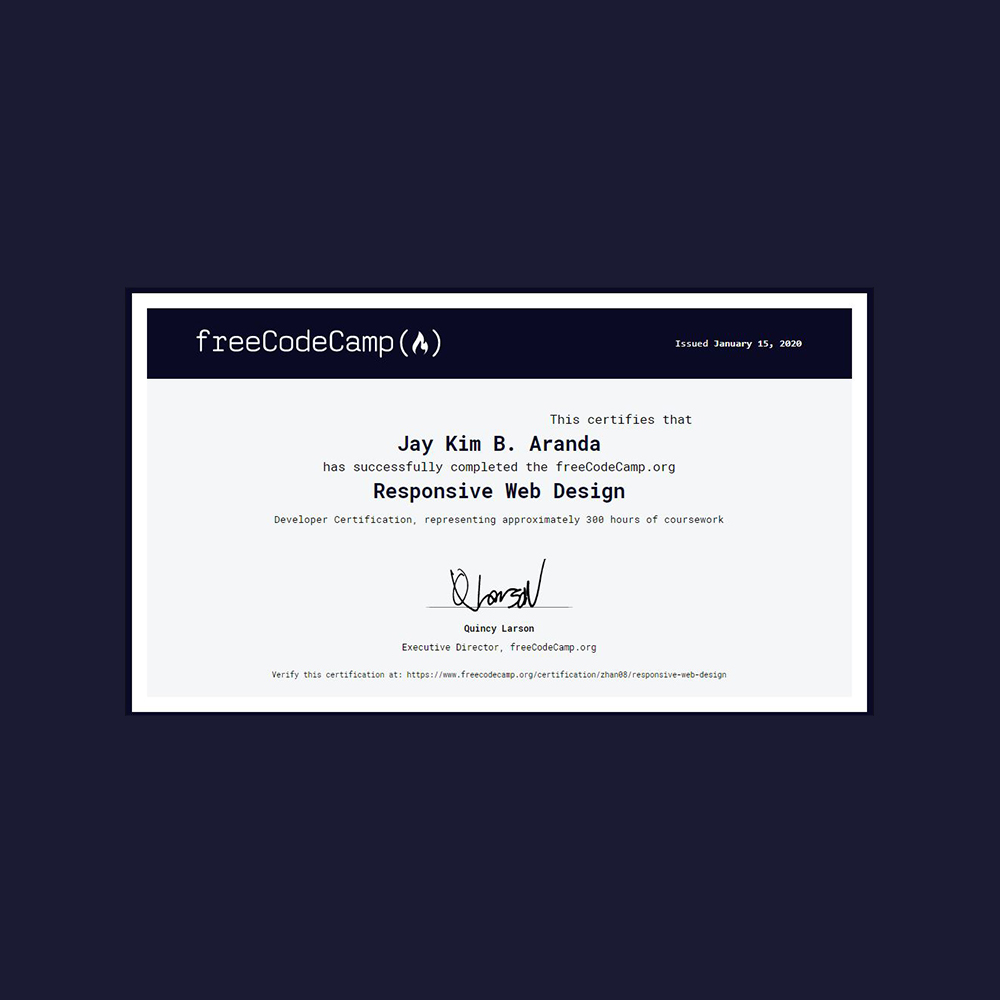 freeCodeCamp(🔥)
Issued January 15, 2020
This certifies that
Jay Kim B. Aranda
has successfully completed the freeCodeCamp.org
Responsive Web Design
Developer Certification, representing approximately 300 hours of coursework
Q Larson
Quincy Larson
Executive Director, freeCodeCamp.org
Verify this certification at: https://www.freecodecamp.org/certification/zhan08/responsive-web-design